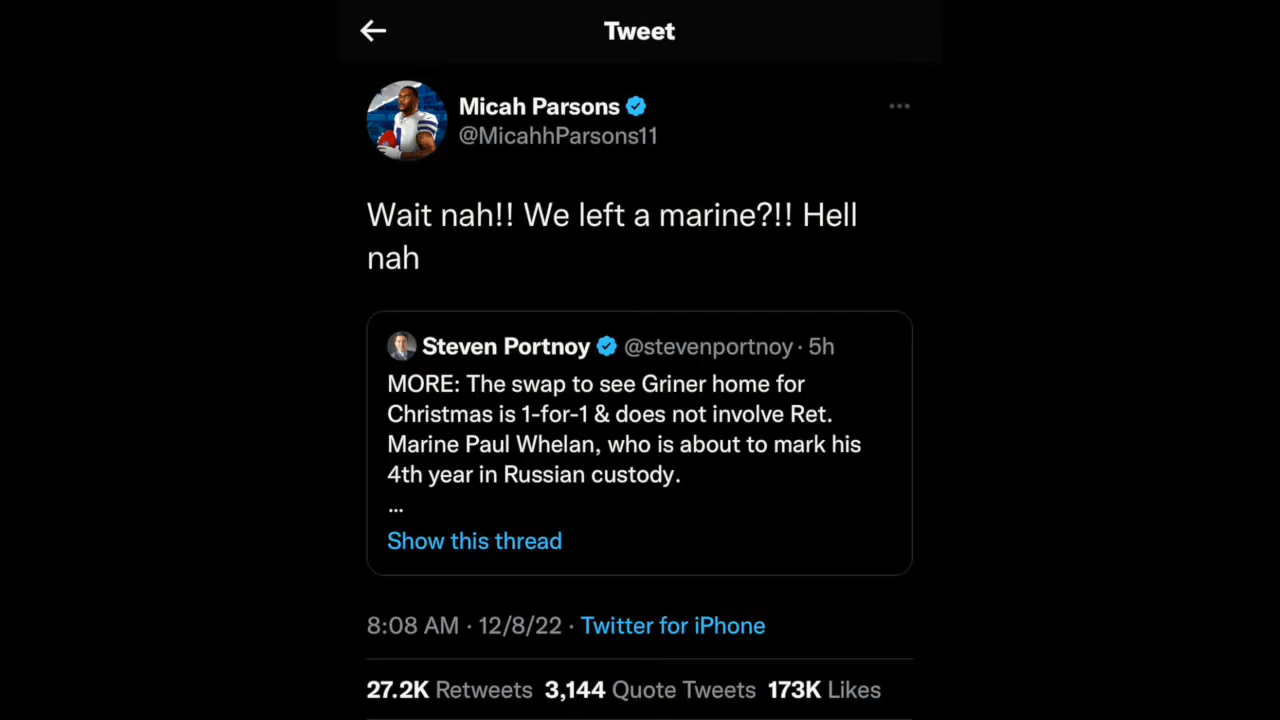 Tweet
Micah Parsons
@MicahhParsons11
Wait nah!! We left a marine?!! Hell
nah
Steven Portnoy @stevenportnoy · 5h
MORE: The swap to see Griner home for
Christmas is 1-for-1 & does not involve Ret.
Marine Paul Whelan, who is about to mark his
4th year in Russian custody.
...
Show this thread
8:08 AM · 12/8/22 · Twitter for iPhone
27.2K Retweets 3,144 Quote Tweets 173K Likes